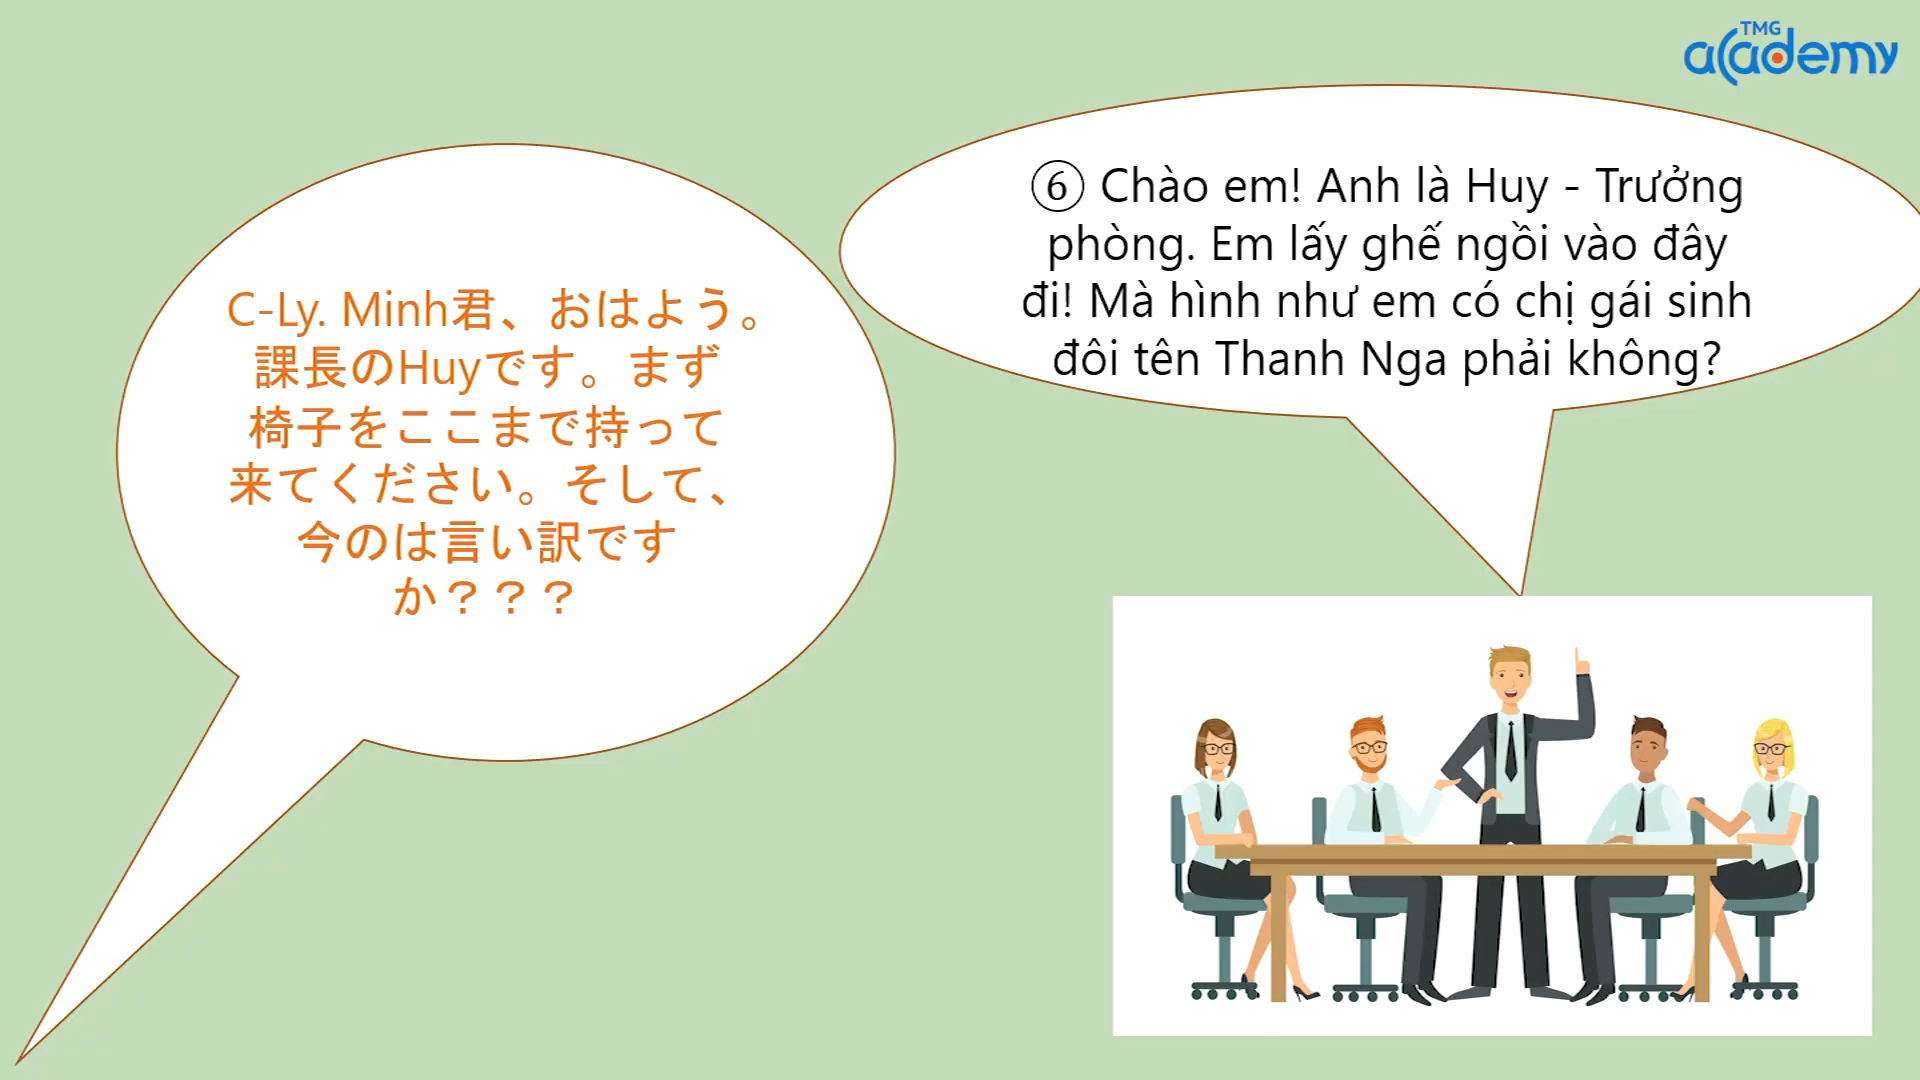 TMG
academy
⑥ Chào em! Anh là Huy - Trưởng
phòng. Em lấy ghế ngồi vào đây
đi! Mà hình như em có chị gái sinh
đôi tên Thanh Nga phải không?
C-Ly. Minh君、おはよう。
課長のHuyです。まず
椅子をここまで持って
来てください。そして、
今のは言い訳です
か？？？